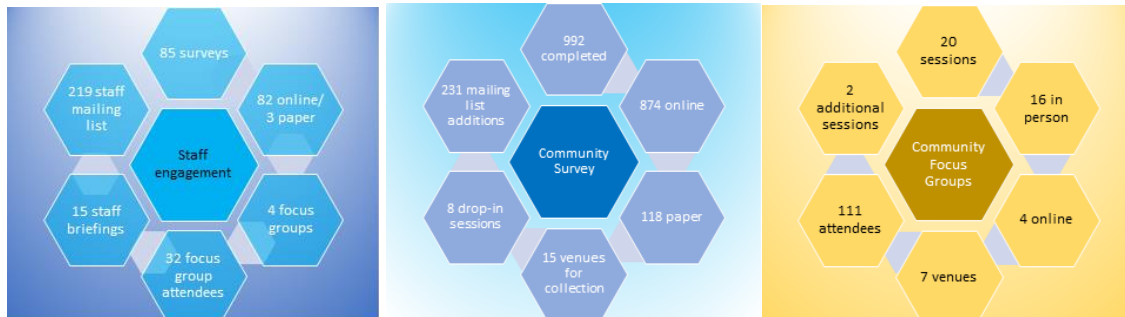 85 surveys
82 online/
3 paper
4 focus
groups
32 focus
group
attendees
15 staff
briefings
219 staff
mailing
list
Staff
engagement
992
completed
874 online
118 paper
15 venues
for
collection
8 drop-in
sessions
231 mailing
list
additions
Community
Survey
20
sessions
16 in
person
4 online
7 venues
111
attendees
2
additional
sessions
Community
Focus
Groups